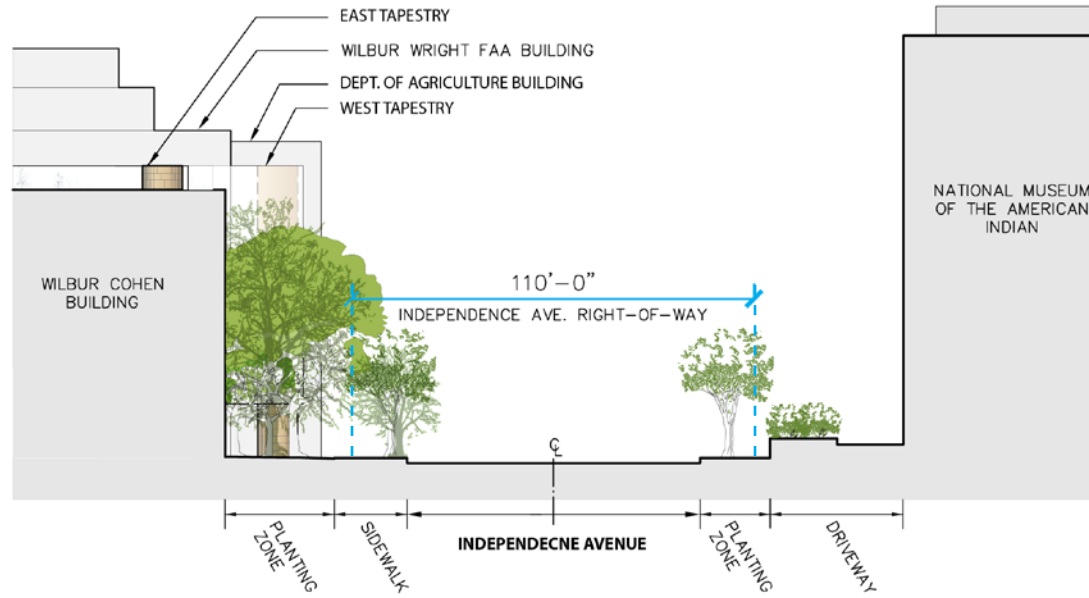 EAST TAPESTRY
WILBUR WRIGHT FAA BUILDING
DEPT. OF AGRICULTURE BUILDING
WEST TAPESTRY
NATIONAL MUSEUM
OF THE AMERICAN
INDIAN
WILBUR COHEN
BUILDING
110'-0"
INDEPENDENCE AVE. RIGHT-OF-WAY
℄
PLANTING
ZONE
SIDEWALK
INDEPENDECNE AVENUE
PLANTING
ZONE
DRIVEWAY